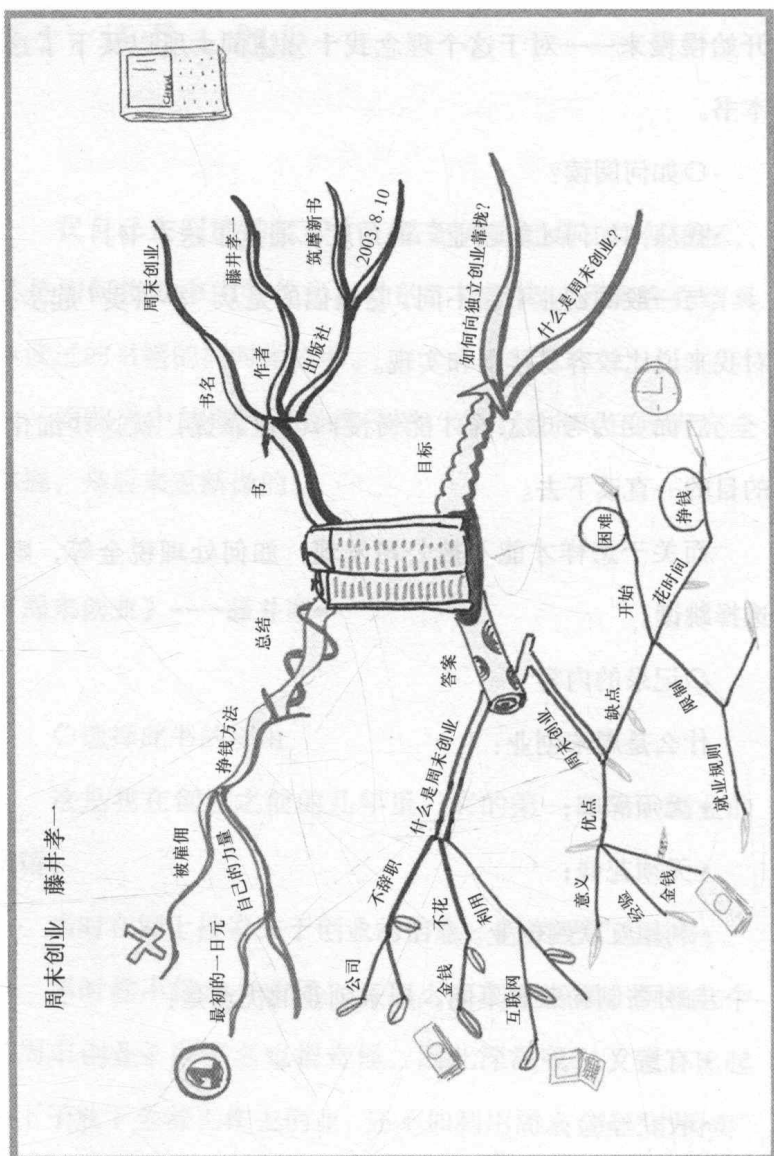 周末创业 藤井孝一
书
书名
周末创业
作者
藤井孝一
出版社
筑摩新书
2003.8.10
目标
如何向独立创业靠拢?
什么是周末创业?
答案
周末创业
缺点
开始
困难
花时间
挣钱
限制
就业规则
优点
意义
经验
金钱
什么是周末创业
不辞职
公司
不花
金钱
利用
互联网
总结
挣钱方法
被雇佣
自己的力量
最初的一日元
1
○如何阅读?